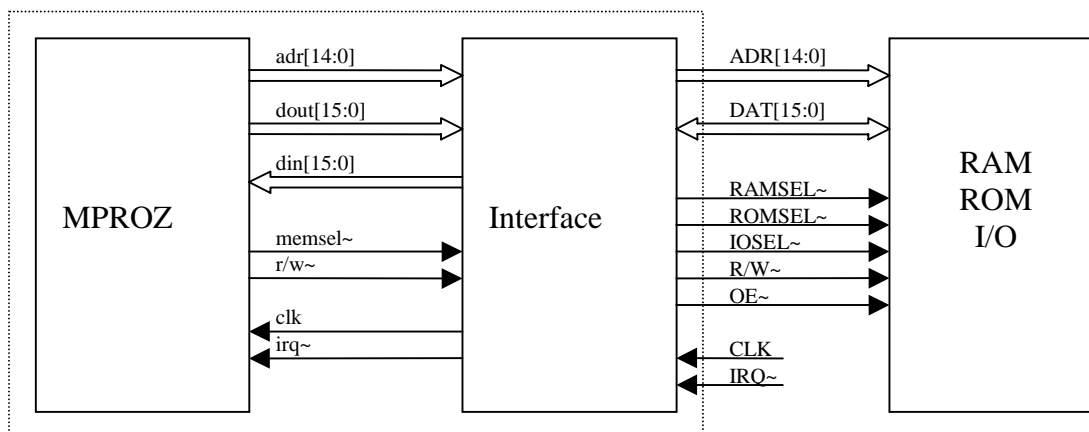 MPROZ
adr[14:0]
dout[15:0]
din[15:0]
memsel~
r/w~
clk
irq~
Interface
ADR[14:0]
DAT[15:0]
RAMSEL~
ROMSEL~
IOSEL~
R/W~
OE~
CLK
IRQ~
RAM
ROM
I/O